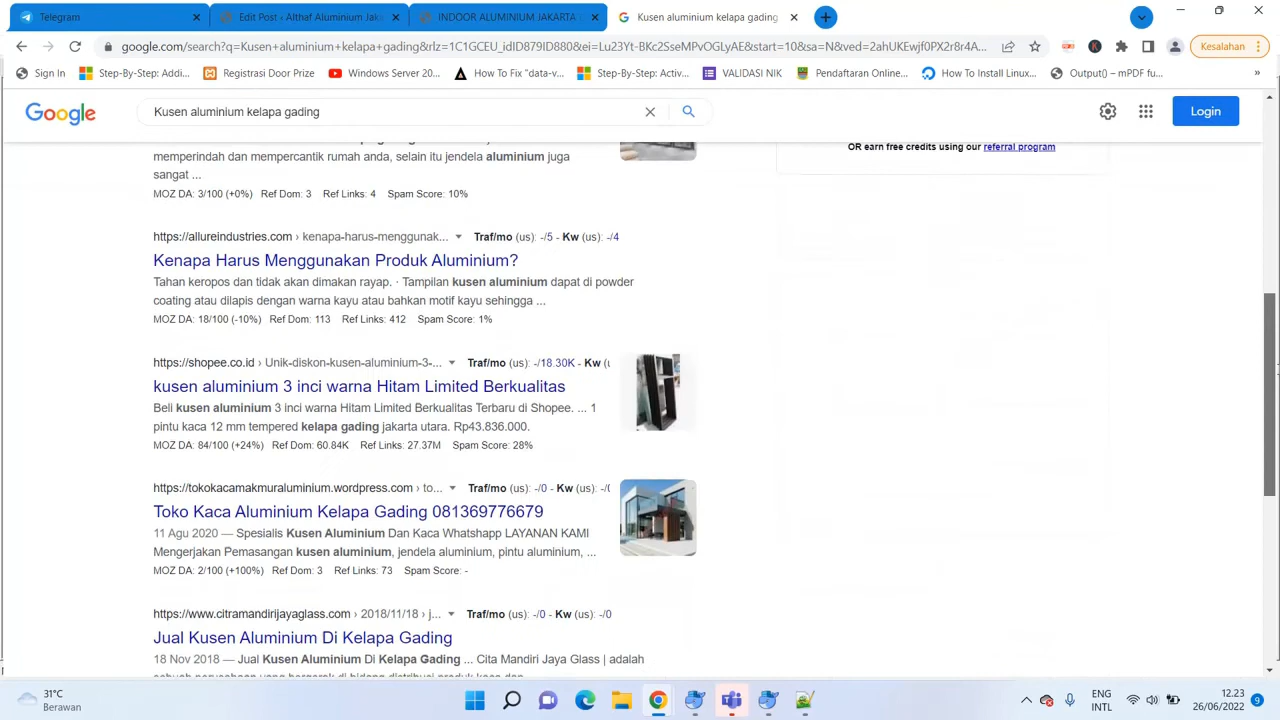 Telegram
Edit Post ‹ Althaf Aluminium Jak
INDOOR ALUMINIUM JAKARTA
Kusen aluminium kelapa gading
google.com/search?q=Kusen+aluminium+kelapa+gading&rlz=1C1GCEU_idID879ID880&ei=Lu23Yt-BKc2SseMPvOGLyAE&start=10&sa=N&ved=2ahUKEwjf0PX2r8r4A...
Kesalahan
Sign In
Step-By-Step: Addi...
Registrasi Door Prize
Windows Server 20...
How To Fix "data-v...
Step-By-Step: Activ...
VALIDASI NIK
Pendaftaran Online...
How To Install Linux...
Output() – mPDF fu...
»
Google
Kusen aluminium kelapa gading
Login
OR earn free credits using our referral program
memperindah dan mempercantik rumah anda, selain itu jendela aluminium juga
sangat ...
MOZ DA: 3/100 (+0%) Ref Dom: 3 Ref Links: 4 Spam Score: 10%
https://allureindustries.com › kenapa-harus-menggunak... Traf/mo (us): -/5 - Kw (us): -/4
Kenapa Harus Menggunakan Produk Aluminium?
Tahan keropos dan tidak akan dimakan rayap. · Tampilan kusen aluminium dapat di powder
coating atau dilapis dengan warna kayu atau bahkan motif kayu sehingga ...
MOZ DA: 18/100 (-10%) Ref Dom: 113 Ref Links: 412 Spam Score: 1%
https://shopee.co.id › Unik-diskon-kusen-aluminium-3-... Traf/mo (us): -/18.30K - Kw (u
kusen aluminium 3 inci warna Hitam Limited Berkualitas
Beli kusen aluminium 3 inci warna Hitam Limited Berkualitas Terbaru di Shopee. ... 1
pintu kaca 12 mm tempered kelapa gading jakarta utara. Rp43.836.000.
MOZ DA: 84/100 (+24%) Ref Dom: 60.84K Ref Links: 27.37M Spam Score: 28%
https://tokokacamakmuraluminium.wordpress.com › to... Traf/mo (us): -/0 - Kw (us): -/0
Toko Kaca Aluminium Kelapa Gading 081369776679
11 Agu 2020 — Spesialis Kusen Aluminium Dan Kaca Whatshapp LAYANAN KAMI
Mengerjakan Pemasangan kusen aluminium, jendela aluminium, pintu aluminium, ...
MOZ DA: 2/100 (+100%) Ref Dom: 3 Ref Links: 73 Spam Score: -
https://www.citramandirijayaglass.com › 2018/11/18 › j... Traf/mo (us): -/0 - Kw (us): -/0
Jual Kusen Aluminium Di Kelapa Gading
18 Nov 2018 — Jual Kusen Aluminium Di Kelapa Gading ... Cita Mandiri Jaya Glass | adalah
31°C
Berawan
ENG
INTL
12.23
26/06/2022
9